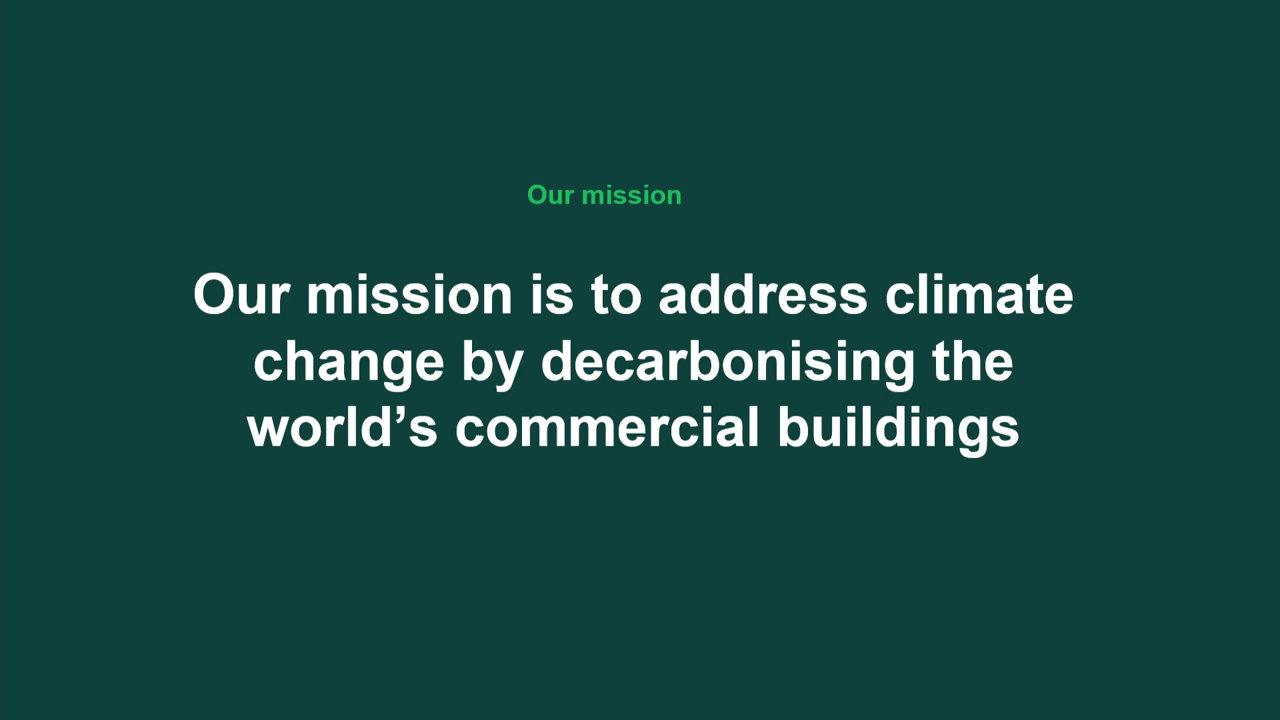 Our mission
Our mission is to address climate
change by decarbonising the
world’s commercial buildings